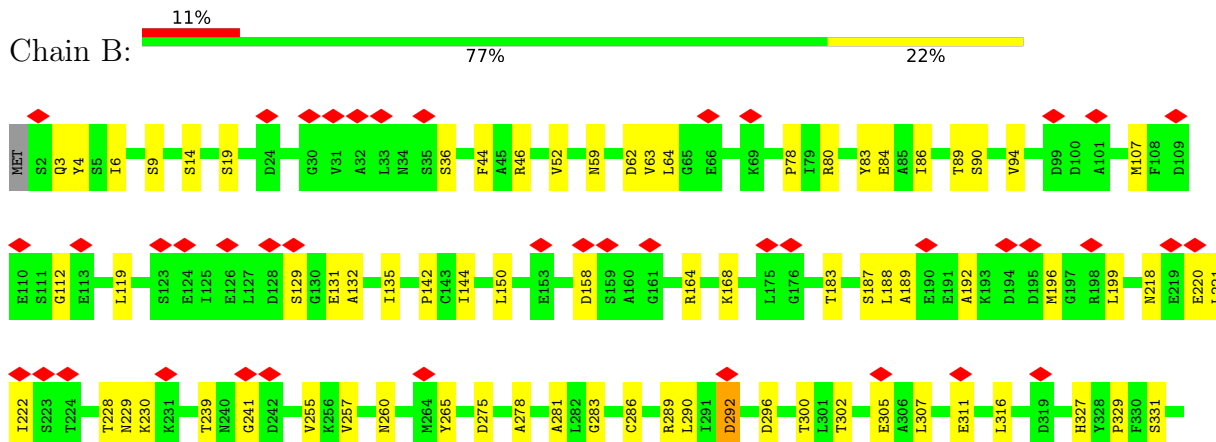 11%
Chain B:
77% 22%
MET S2 Q3 Y4 S5 I6 S9 S14 S19 D24 G30 V31 A32 L33 N34 S35 S36 F44 A45 R46 V52 N59 D62 V63 L64 G65 E66 K69 P78 I79 R80 Y83 E84 A85 I86 T89 S90 V94 D99 D100 A101 M107 F108 D109
E110 S111 G112 E113 L119 S123 E124 I125 E126 L127 D128 S129 G130 E131 A132 I135 P142 C143 I144 L150 E153 D158 S159 A160 G161 R164 K168 L175 G176 T183 S187 L188 A189 E190 E191 A192 K193 D194 D195 M196 G197 R198 L199 N218 E219 E220 L221
I222 S223 T224 T228 N229 K230 K231 T239 N240 G241 D242 V255 K256 V257 N260 M264 Y265 D275 A278 A281 L282 G283 C286 R289 L290 I291 D292 D296 T300 L301 T302 E305 A306 L307 E311 L316 D319 H327 Y328 P329 F330 S331